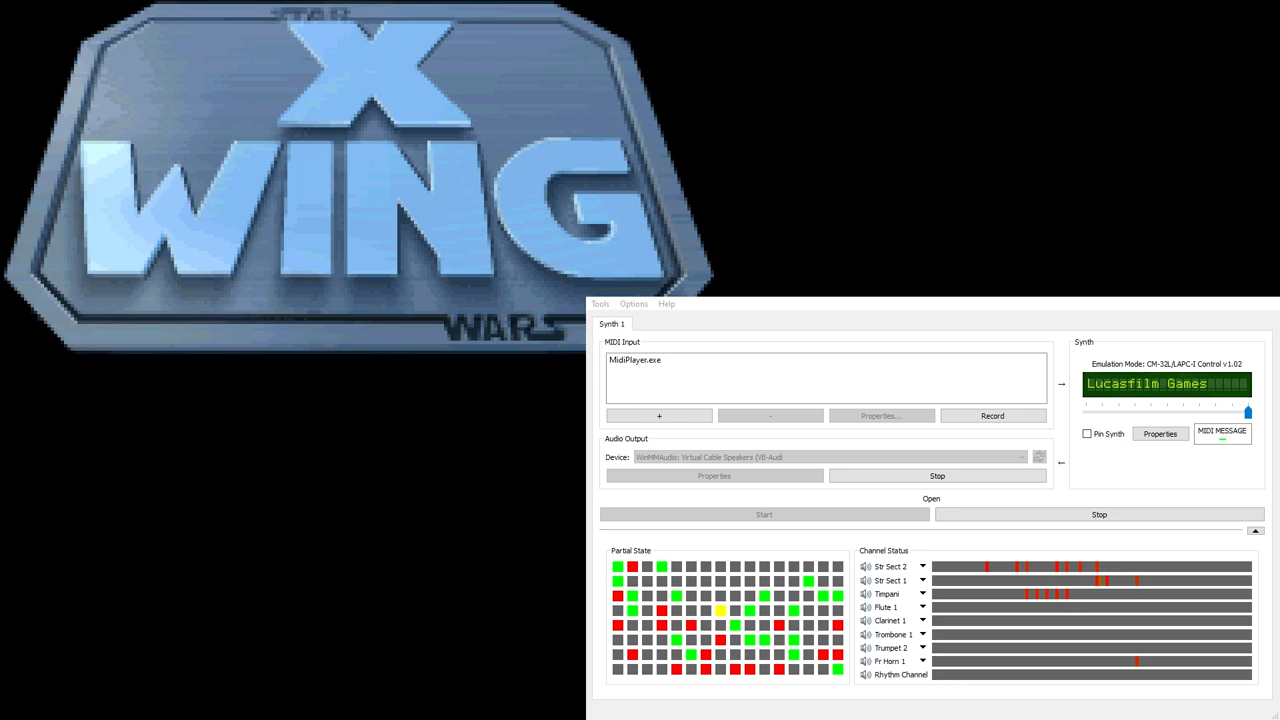 STAR
X
WING
WARS
Tools Options Help
Synth 1
MIDI Input
MidiPlayer.exe
+ - Properties... Record
Audio Output
Device: WinMMAudio: Virtual Cable Speakers (VB-Audi
Properties Stop
Synth
Emulation Mode: CM-32L/LAPC-I Control v1.02
Lucasfilm Games
Pin Synth Properties MIDI MESSAGE
Open
Start Stop
Partial State
Channel Status
Str Sect 2
Str Sect 1
Timpani
Flute 1
Clarinet 1
Trombone 1
Trumpet 2
Fr Horn 1
Rhythm Channel